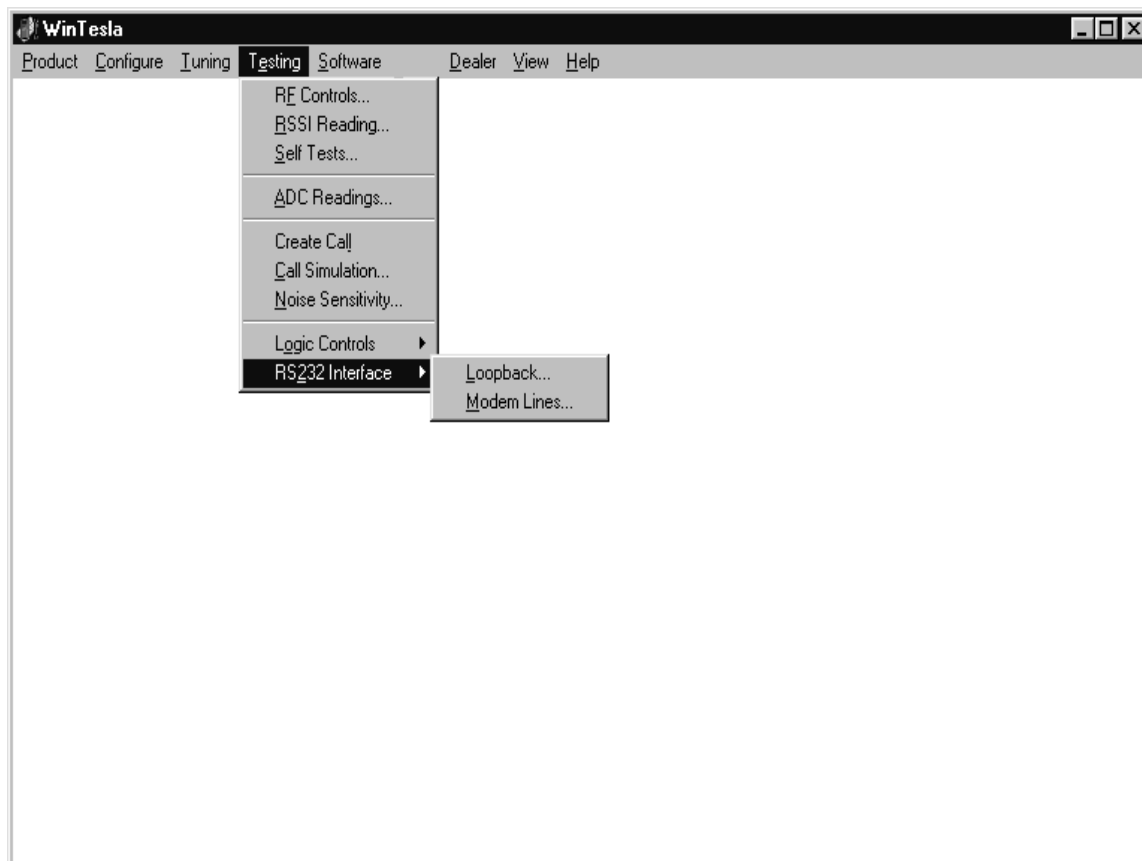 WinTesla
Product Configure Tuning Testing Software Dealer View Help
RF Controls...
RSSI Reading...
Self Tests...
ADC Readings...
Create Call
Call Simulation...
Noise Sensitivity...
Logic Controls
RS232 Interface
Loopback...
Modem Lines...